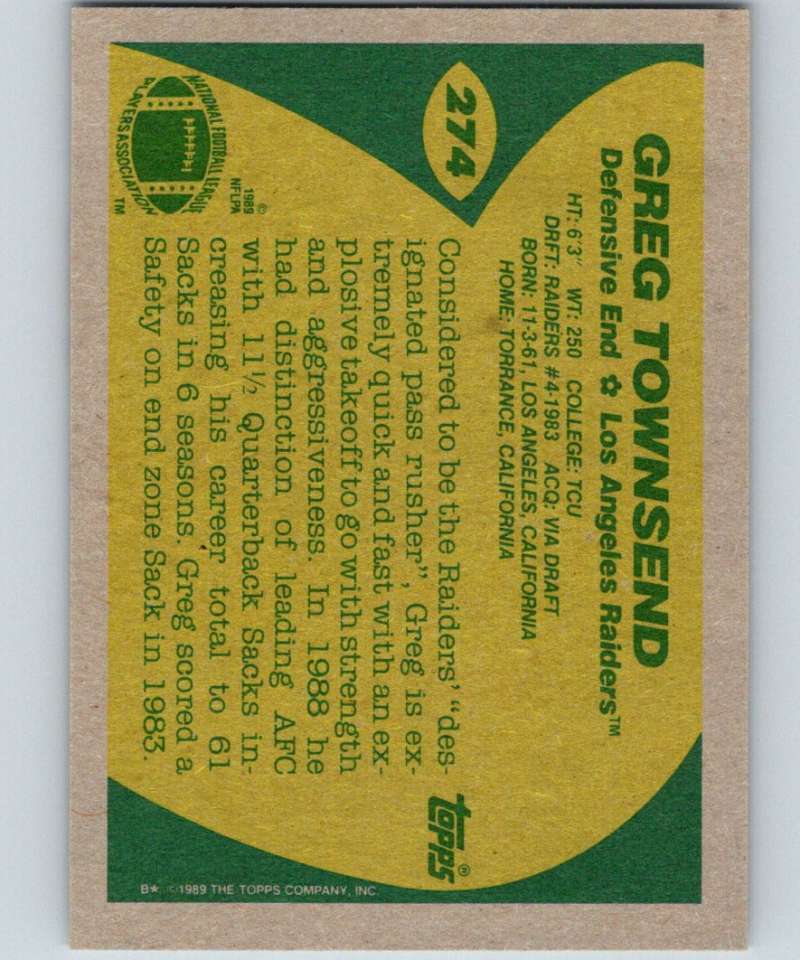 274
GREG TOWNSEND
Defensive End ✿ Los Angeles Raiders™
HT: 6'3" WT: 250 COLLEGE: TCU
DRFT: RAIDERS #4-1983 ACQ: VIA DRAFT
BORN: 11-3-61, LOS ANGELES, CALIFORNIA
HOME: TORRANCE, CALIFORNIA
Considered to be the Raiders' "des-
ignated pass rusher", Greg is ex-
tremely quick and fast with an ex-
plosive takeoff to go with strength
and aggressiveness. In 1988 he
had distinction of leading AFC
with 11½ Quarterback Sacks in-
creasing his career total to 61
Sacks in 6 seasons. Greg scored a
Safety on end zone Sack in 1983.
NATIONAL FOOTBALL LEAGUE
PLAYERS ASSOCIATION
™
©
1989
NFLPA
topps®
B★ ©1989 THE TOPPS COMPANY, INC.